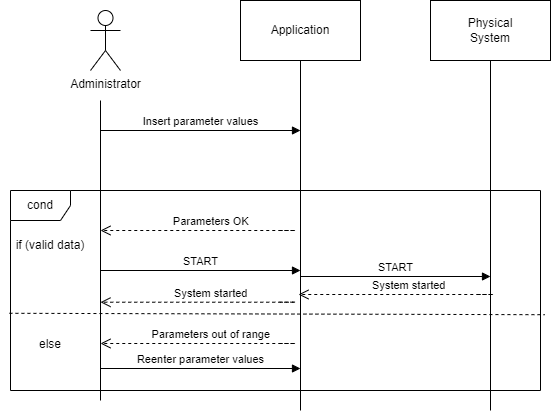 Administrator
Application
Physical
System
Insert parameter values
cond
Parameters OK
if (valid data)
START
START
System started
System started
Parameters out of range
else
Reenter parameter values